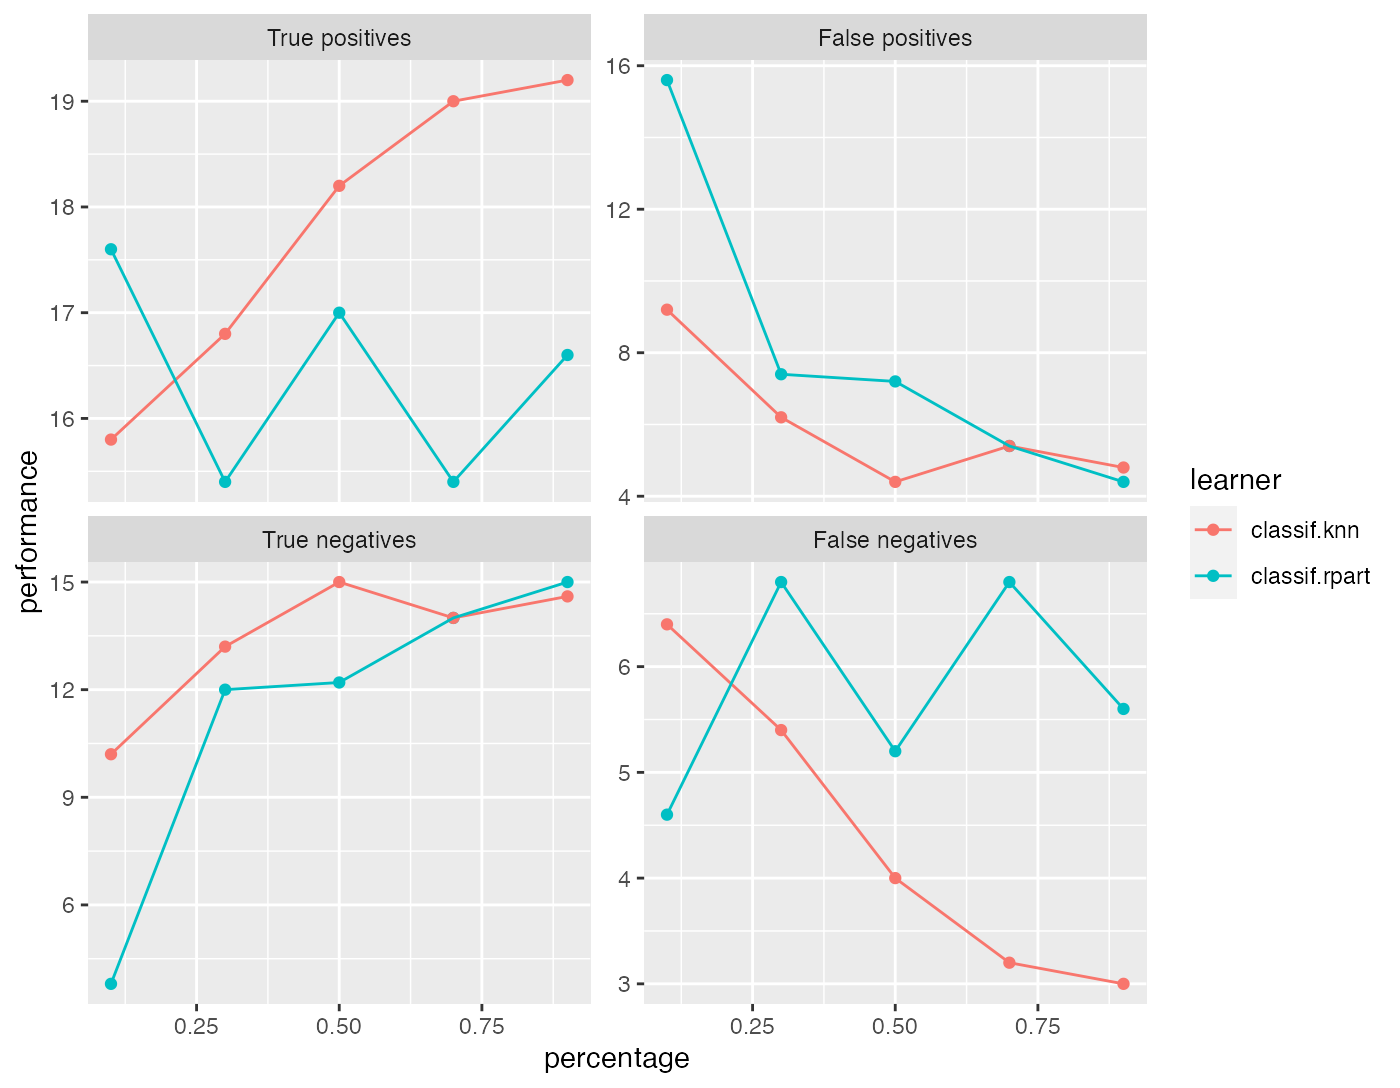 True positives
False positives
19
18
17
16
16
12
8
4
True negatives
False negatives
15
12
9
6
6
5
4
3
0.25
0.50
0.75
0.25
0.50
0.75
percentage
performance
learner
classif.knn
classif.rpart